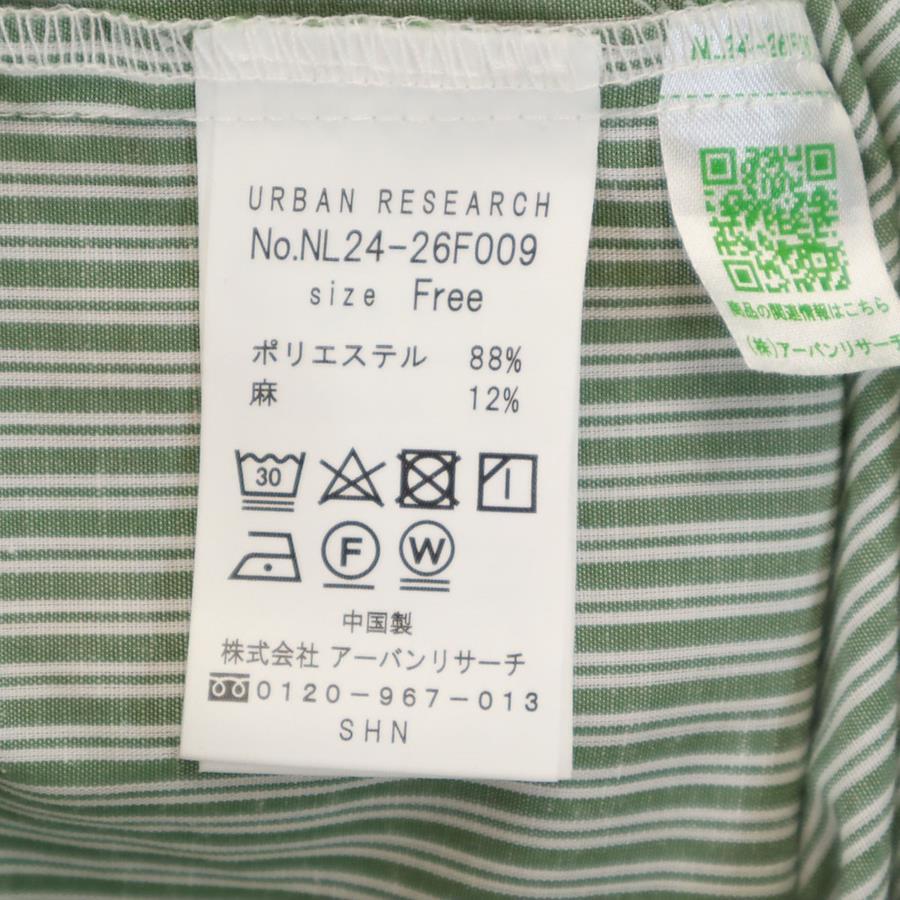 URBAN RESEARCH
No.NL24-26F009
size Free
ポリエステル 88%
麻 12%
30
F W
中国製
株式会社 アーバンリサーチ
0120-967-013
SHN
商品の関連情報はこちら
(株)アーバンリサーチ